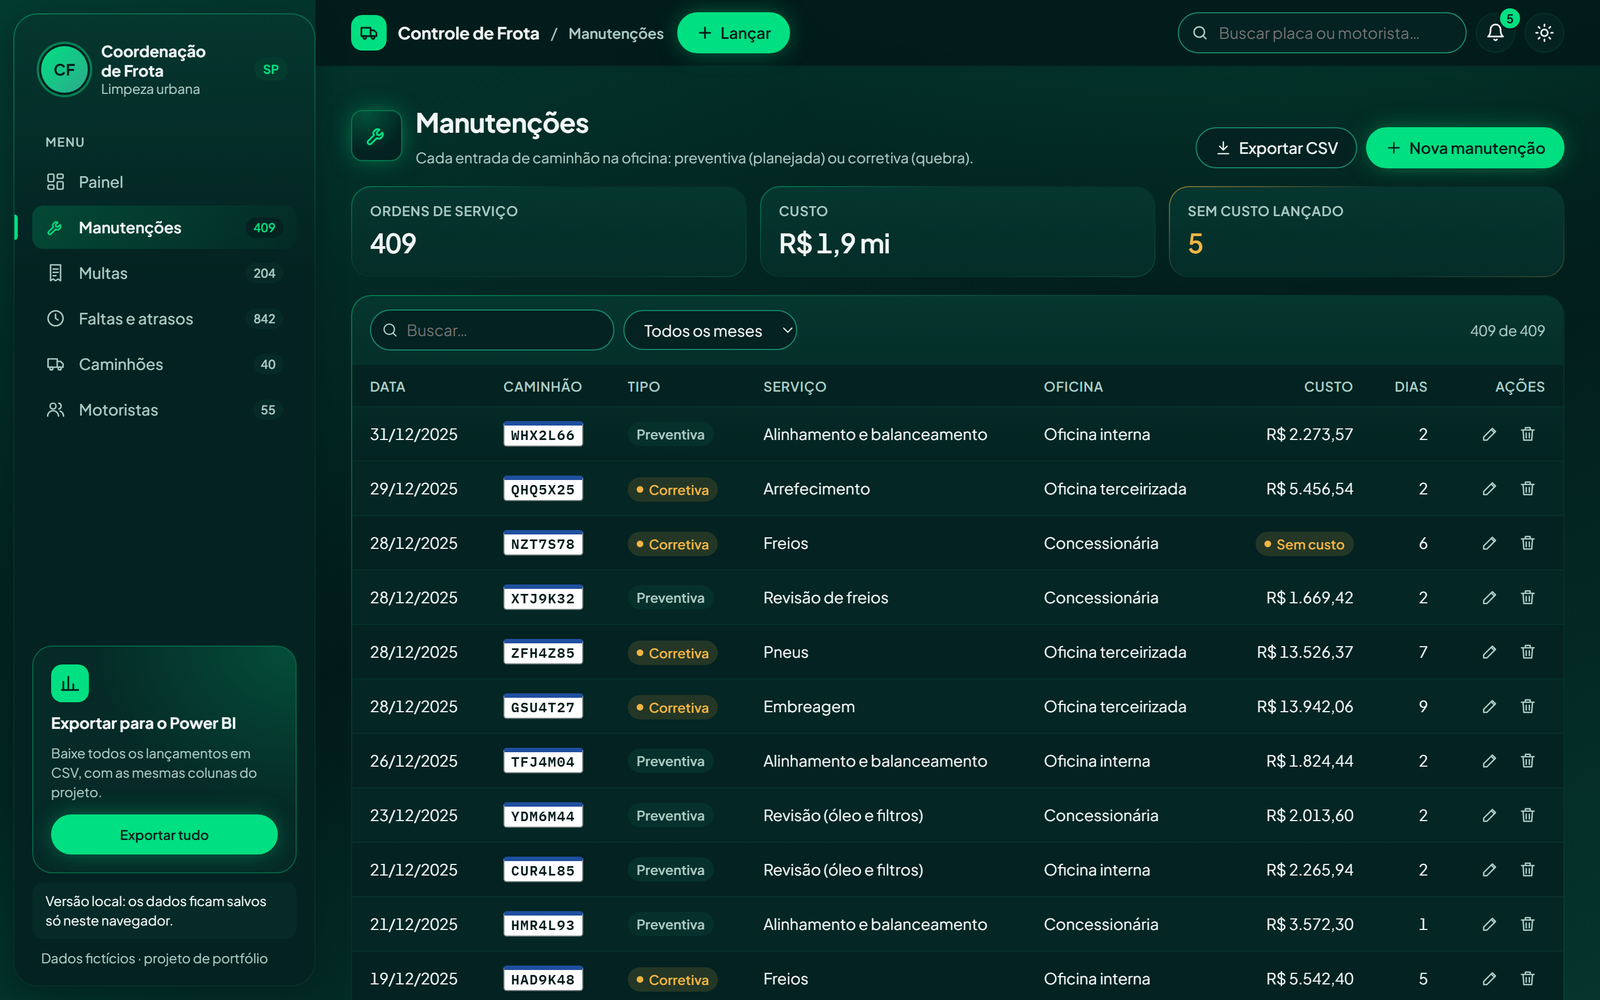 CF
Coordenação
de Frota
Limpeza urbana
SP
MENU
Painel
Manutenções 409
Multas 204
Faltas e atrasos 842
Caminhões 40
Motoristas 55
Exportar para o Power BI
Baixe todos os lançamentos em
CSV, com as mesmas colunas do
projeto.
Exportar tudo
Versão local: os dados ficam salvos
só neste navegador.
Dados fictícios · projeto de portfólio
Controle de Frota / Manutenções + Lançar
Buscar placa ou motorista...
5
Manutenções
Cada entrada de caminhão na oficina: preventiva (planejada) ou corretiva (quebra).
Exportar CSV
+ Nova manutenção
ORDENS DE SERVIÇO
409
CUSTO
R$ 1,9 mi
SEM CUSTO LANÇADO
5
Buscar...
Todos os meses
409 de 409
DATA CAMINHÃO TIPO SERVIÇO OFICINA CUSTO DIAS AÇÕES
31/12/2025 WHX2L66 Preventiva Alinhamento e balanceamento Oficina interna R$ 2.273,57 2
29/12/2025 QHQ5X25 Corretiva Arrefecimento Oficina terceirizada R$ 5.456,54 2
28/12/2025 NZT7S78 Corretiva Freios Concessionária Sem custo 6
28/12/2025 XTJ9K32 Preventiva Revisão de freios Concessionária R$ 1.669,42 2
28/12/2025 ZFH4Z85 Corretiva Pneus Oficina terceirizada R$ 13.526,37 7
28/12/2025 GSU4T27 Corretiva Embreagem Oficina terceirizada R$ 13.942,06 9
26/12/2025 TFJ4M04 Preventiva Alinhamento e balanceamento Oficina interna R$ 1.824,44 2
23/12/2025 YDM6M44 Preventiva Revisão (óleo e filtros) Concessionária R$ 2.013,60 2
21/12/2025 CUR4L85 Preventiva Revisão (óleo e filtros) Oficina interna R$ 2.265,94 2
21/12/2025 HMR4L93 Preventiva Alinhamento e balanceamento Concessionária R$ 3.572,30 1
19/12/2025 HAD9K48 Corretiva Freios Oficina interna R$ 5.542,40 5